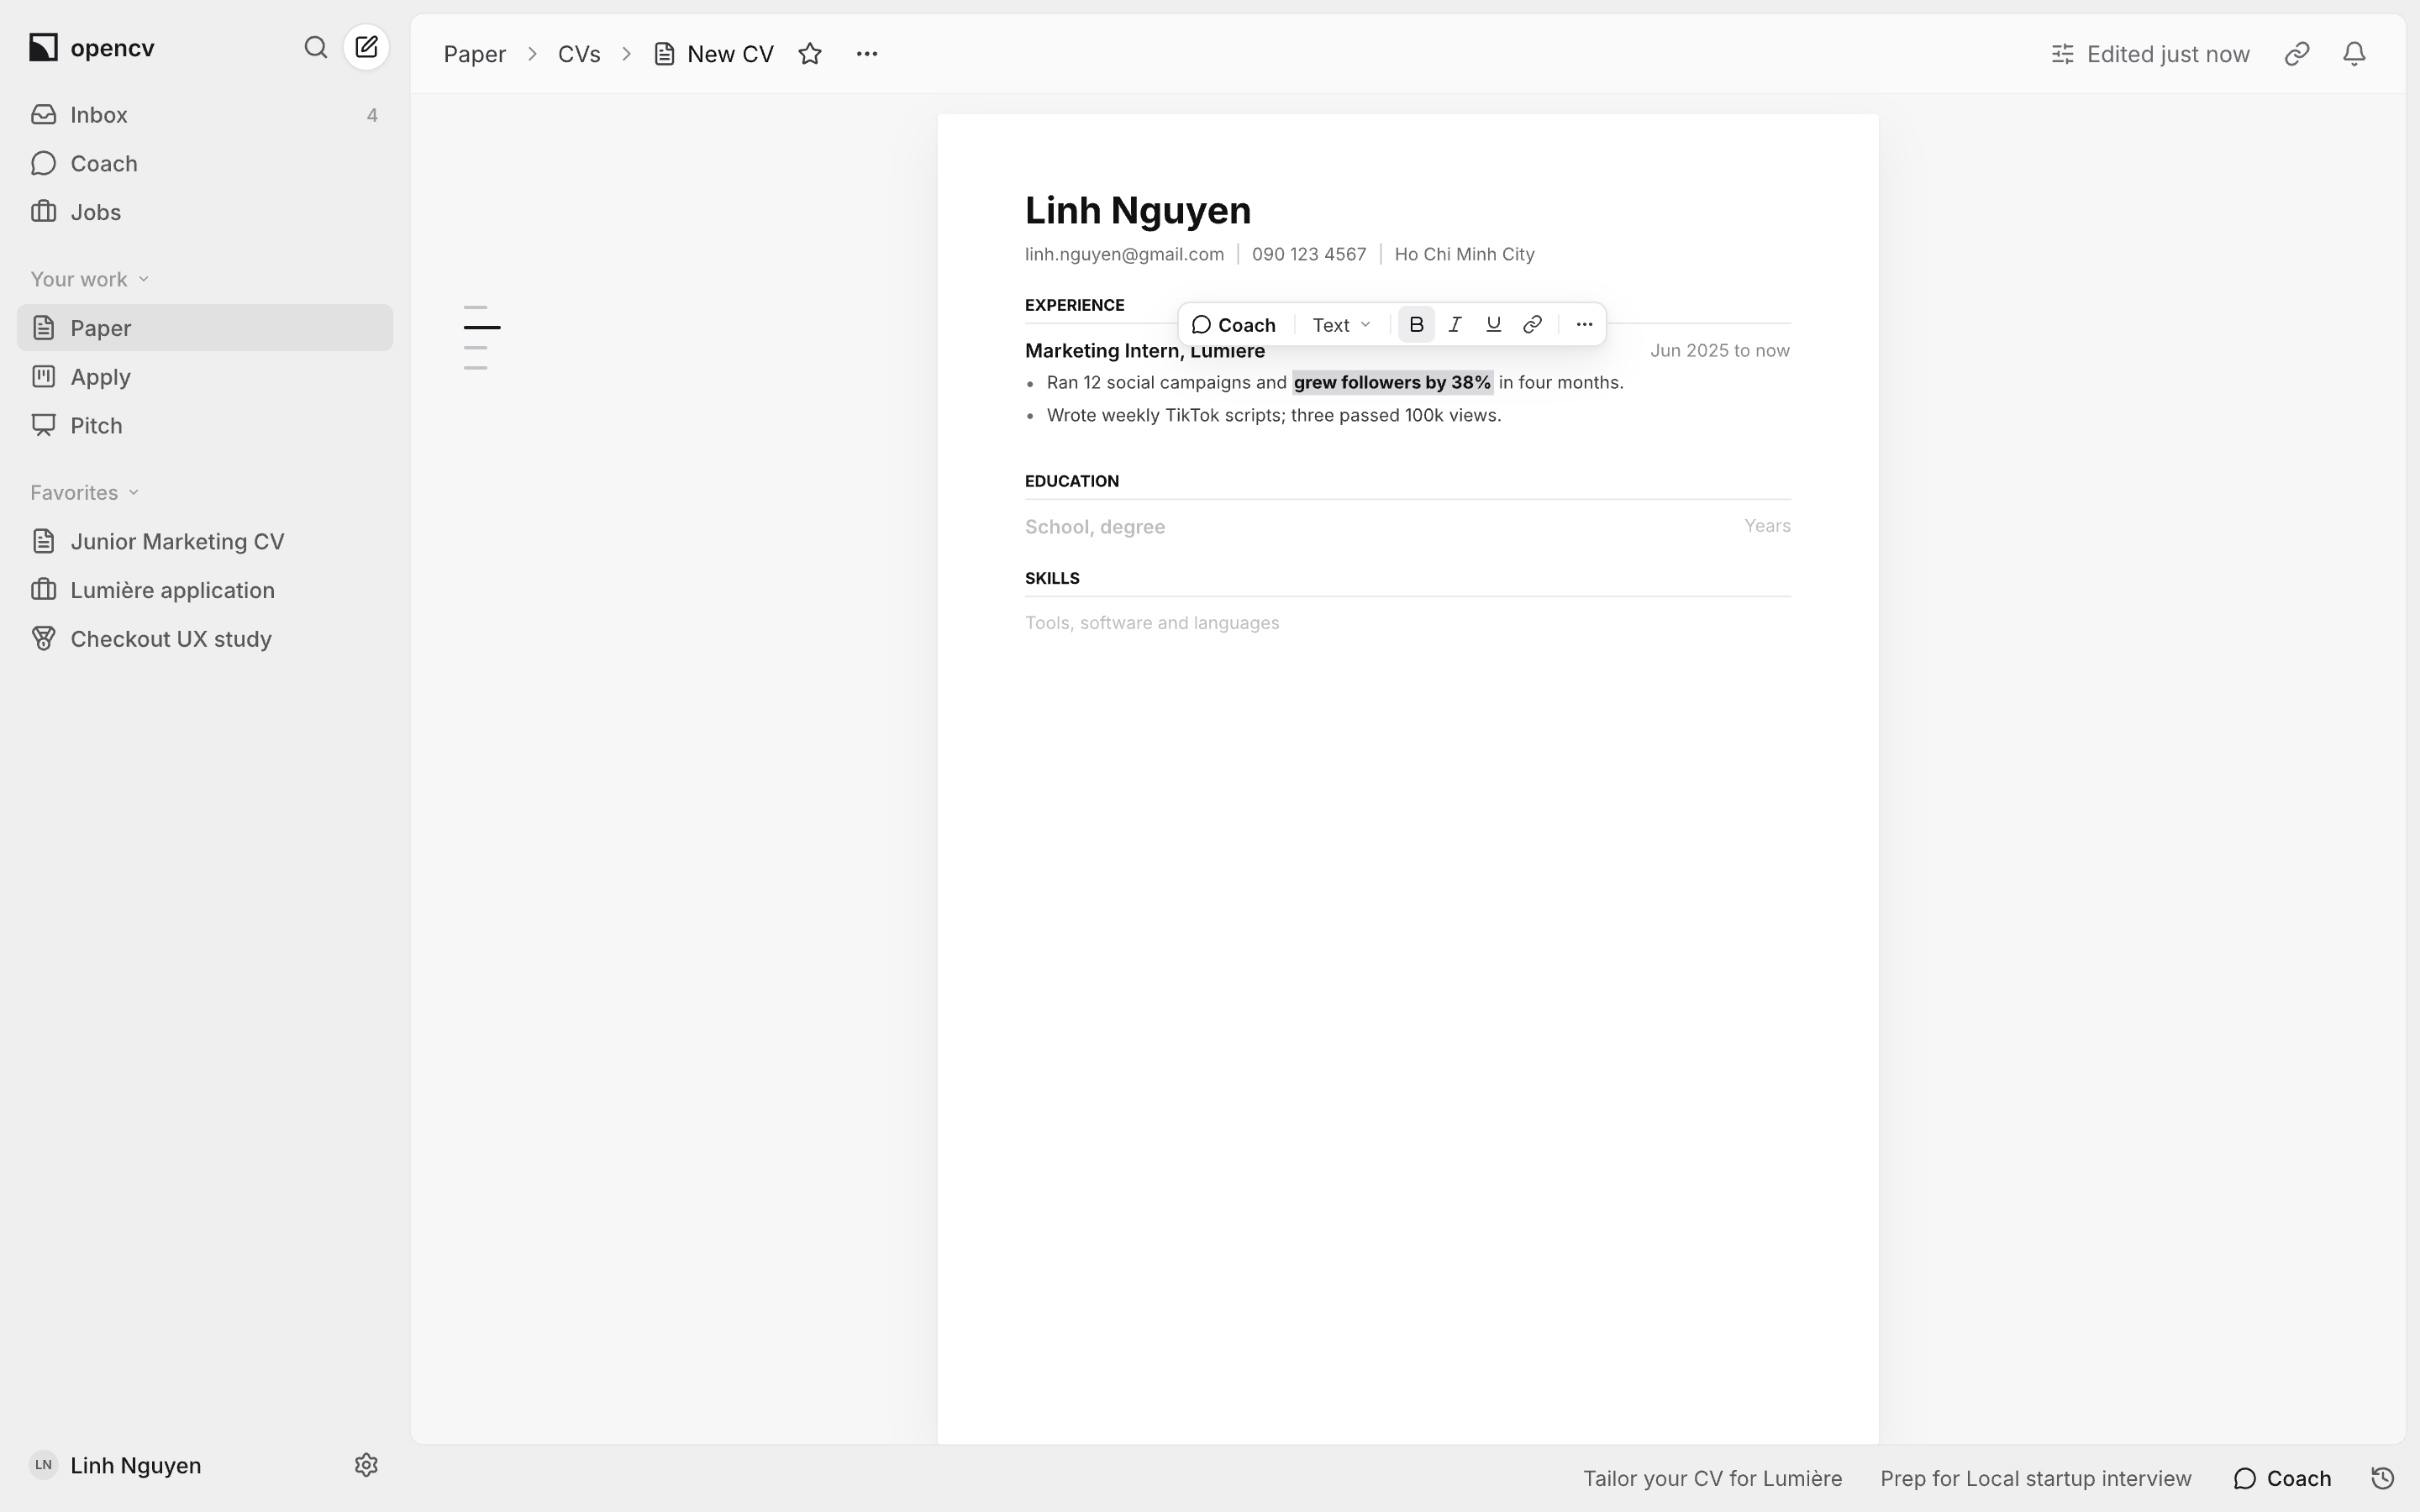 opencv
Inbox 4
Coach
Jobs
Your work
Paper
Apply
Pitch
Favorites
Junior Marketing CV
Lumière application
Checkout UX study
LN Linh Nguyen
Paper > CVs > New CV
Edited just now
Linh Nguyen
linh.nguyen@gmail.com | 090 123 4567 | Ho Chi Minh City
EXPERIENCE
Coach Text B I U
Marketing Intern, Lumière Jun 2025 to now
• Ran 12 social campaigns and grew followers by 38% in four months.
• Wrote weekly TikTok scripts; three passed 100k views.
EDUCATION
School, degree Years
SKILLS
Tools, software and languages
Tailor your CV for Lumière Prep for Local startup interview Coach